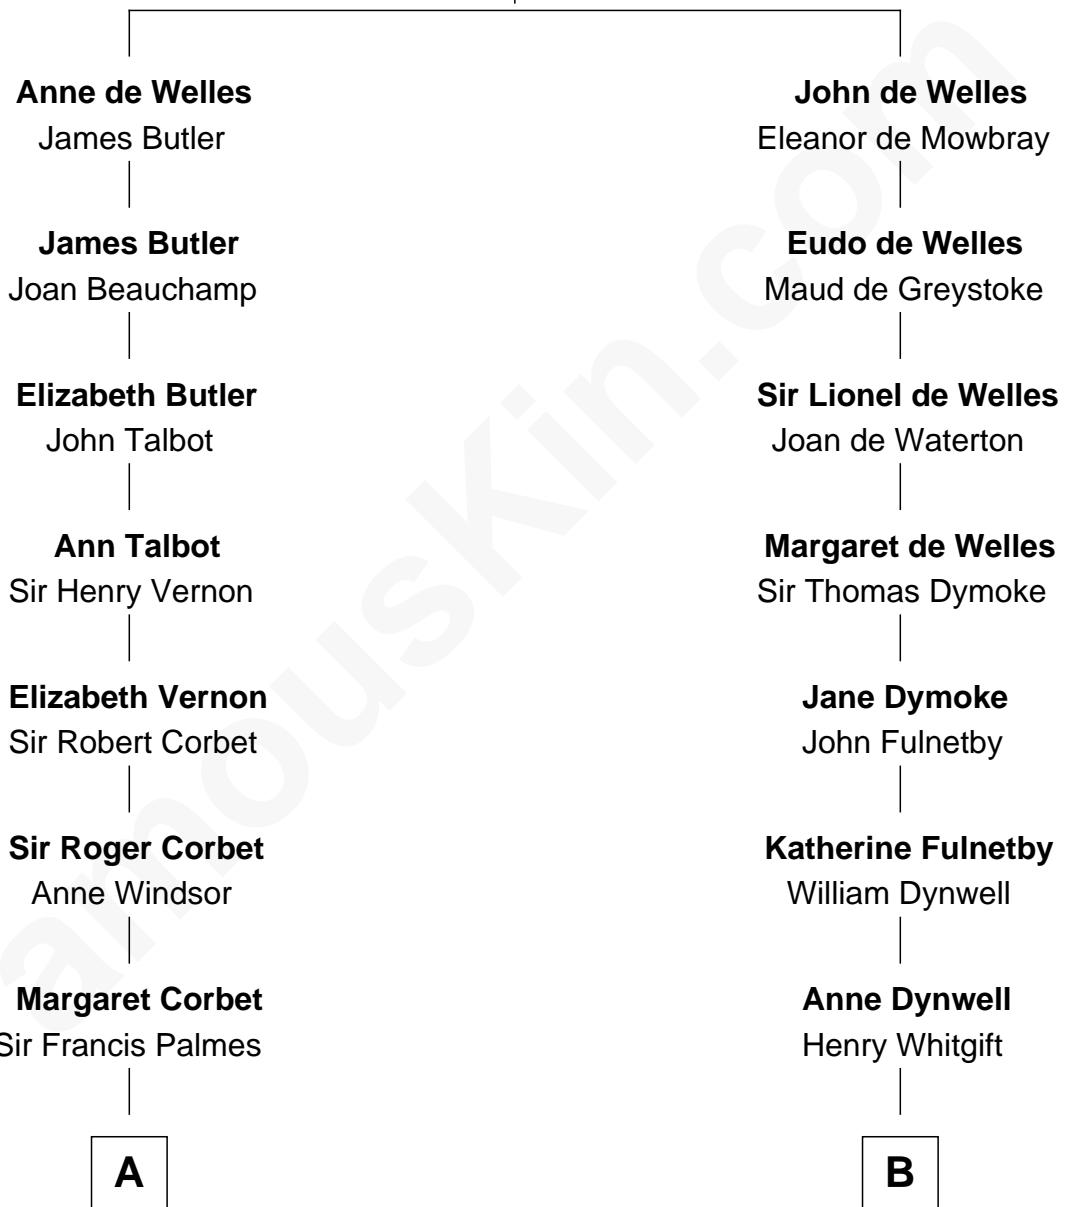 Anne de Welles
James Butler
James Butler
Joan Beauchamp
Elizabeth Butler
John Talbot
Ann Talbot
Sir Henry Vernon
Elizabeth Vernon
Sir Robert Corbet
Sir Roger Corbet
Anne Windsor
Margaret Corbet
Sir Francis Palmes
A
John de Welles
Eleanor de Mowbray
Eudo de Welles
Maud de Greystoke
Sir Lionel de Welles
Joan de Waterton
Margaret de Welles
Sir Thomas Dymoke
Jane Dymoke
John Fulnetby
Katherine Fulnetby
William Dynwell
Anne Dynwell
Henry Whitgift
B
amouskin.com